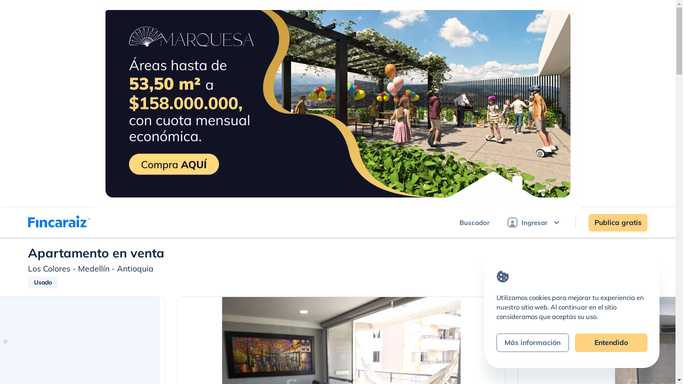 MARQUESA
Áreas hasta de
53,50 m² a
$158.000.000,
con cuota mensual
económica.
Compra AQUÍ
Fincaraiz
Buscador
Ingresar
Publica gratis
Apartamento en venta
Los Colores - Medellín - Antioquia
Usado
Utilizamos cookies para mejorar tu experiencia en
nuestro sitio web. Al continuar en el sitio
consideramos que aceptas su uso.
Más información
Entendido